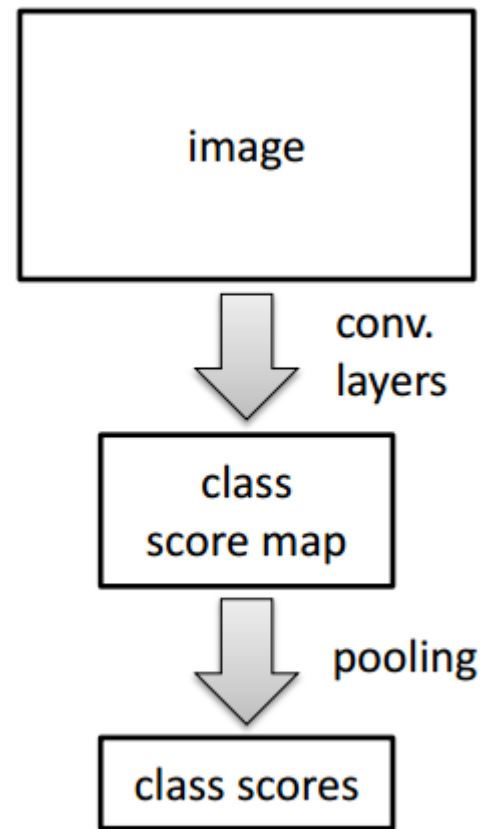 image
conv.
layers
class
score map
pooling
class scores